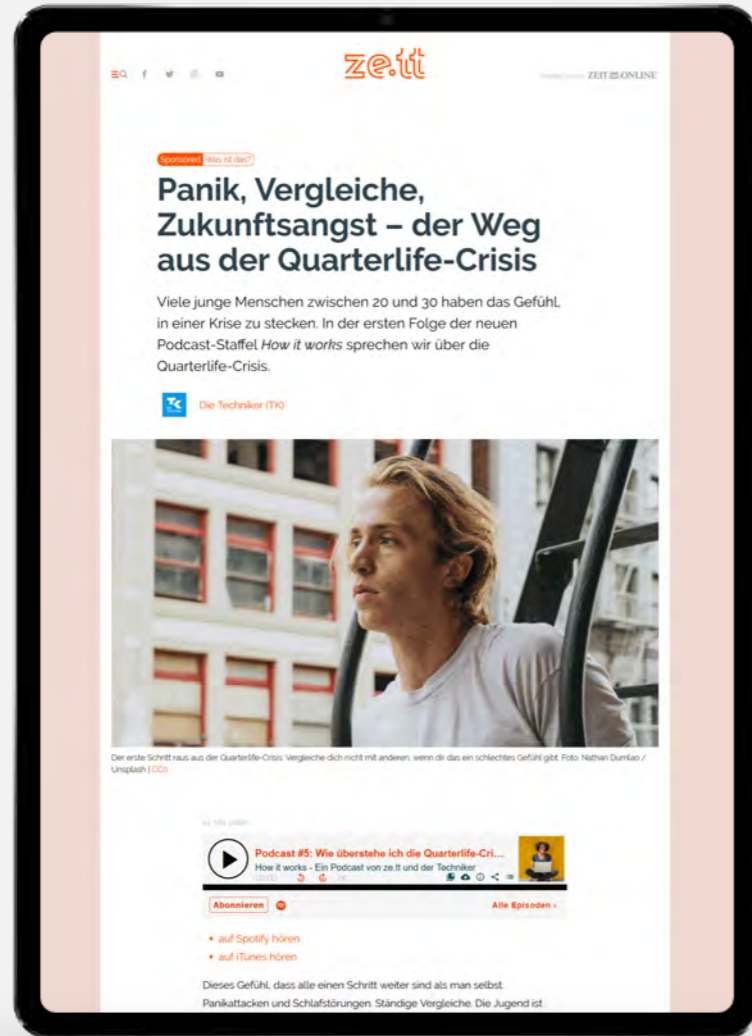 ze.tt
ZEIT ONLINE
Sponsored Was ist das?
Panik, Vergleiche,
Zukunftsangst – der Weg
aus der Quarterlife-Crisis
Viele junge Menschen zwischen 20 und 30 haben das Gefühl,
in einer Krise zu stecken. In der ersten Folge der neuen
Podcast-Staffel How it works sprechen wir über die
Quarterlife-Crisis.
TK
Die Techniker (TK)
Der erste Schritt raus aus der Quarterlife-Crisis: Vergleiche dich nicht mit anderen, wenn dir das ein schlechtes Gefühl gibt. Foto: Nathan Dumlao /
Unsplash | CC0
Podcast #5: Wie überstehe ich die Quarterlife-Cri...
How it works - Ein Podcast von ze.tt und der Techniker
Abonnieren
Alle Episoden ›
• auf Spotify hören
• auf iTunes hören
Dieses Gefühl, dass alle einen Schritt weiter sind als man selbst.
Panikattacken und Schlafstörungen. Ständige Vergleiche. Die Jugend ist